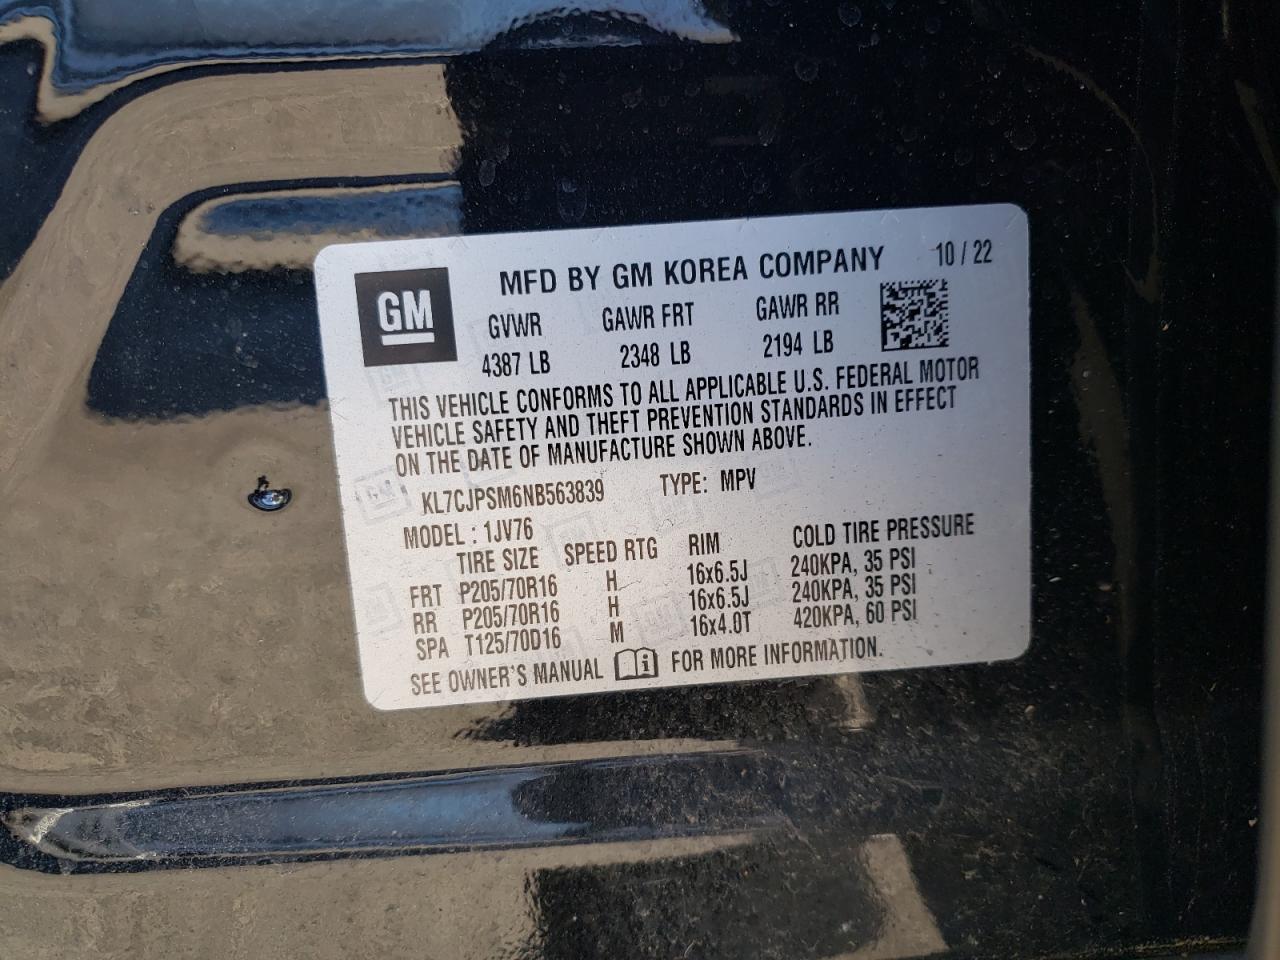 GM
MFD BY GM KOREA COMPANY 10 / 22
GVWR GAWR FRT GAWR RR
4387 LB 2348 LB 2194 LB
THIS VEHICLE CONFORMS TO ALL APPLICABLE U.S. FEDERAL MOTOR
VEHICLE SAFETY AND THEFT PREVENTION STANDARDS IN EFFECT
ON THE DATE OF MANUFACTURE SHOWN ABOVE.
KL7CJPSM6NB563839 TYPE: MPV
MODEL : 1JV76
TIRE SIZE SPEED RTG RIM COLD TIRE PRESSURE
FRT P205/70R16 H 16x6.5J 240KPA, 35 PSI
RR P205/70R16 H 16x6.5J 240KPA, 35 PSI
SPA T125/70D16 M 16x4.0T 420KPA, 60 PSI
SEE OWNER'S MANUAL FOR MORE INFORMATION.